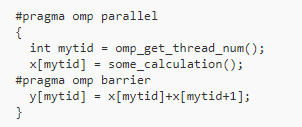 #pragma omp parallel
{
  int mytid = omp_get_thread_num();
  x[mytid] = some_calculation();
#pragma omp barrier
  y[mytid] = x[mytid]+x[mytid+1];
}